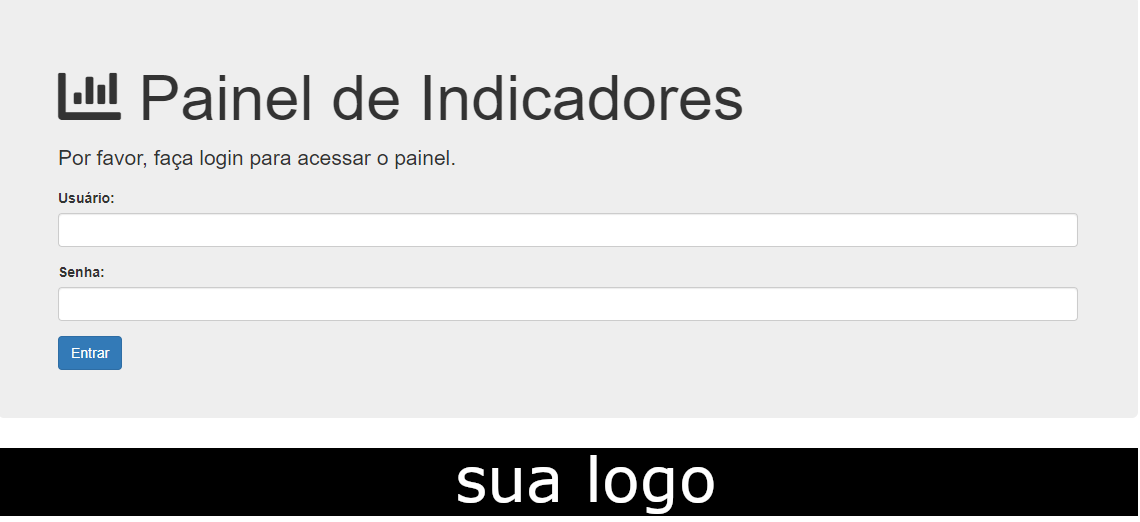 Painel de Indicadores
Por favor, faça login para acessar o painel.
Usuário:
Senha:
Entrar
sua logo